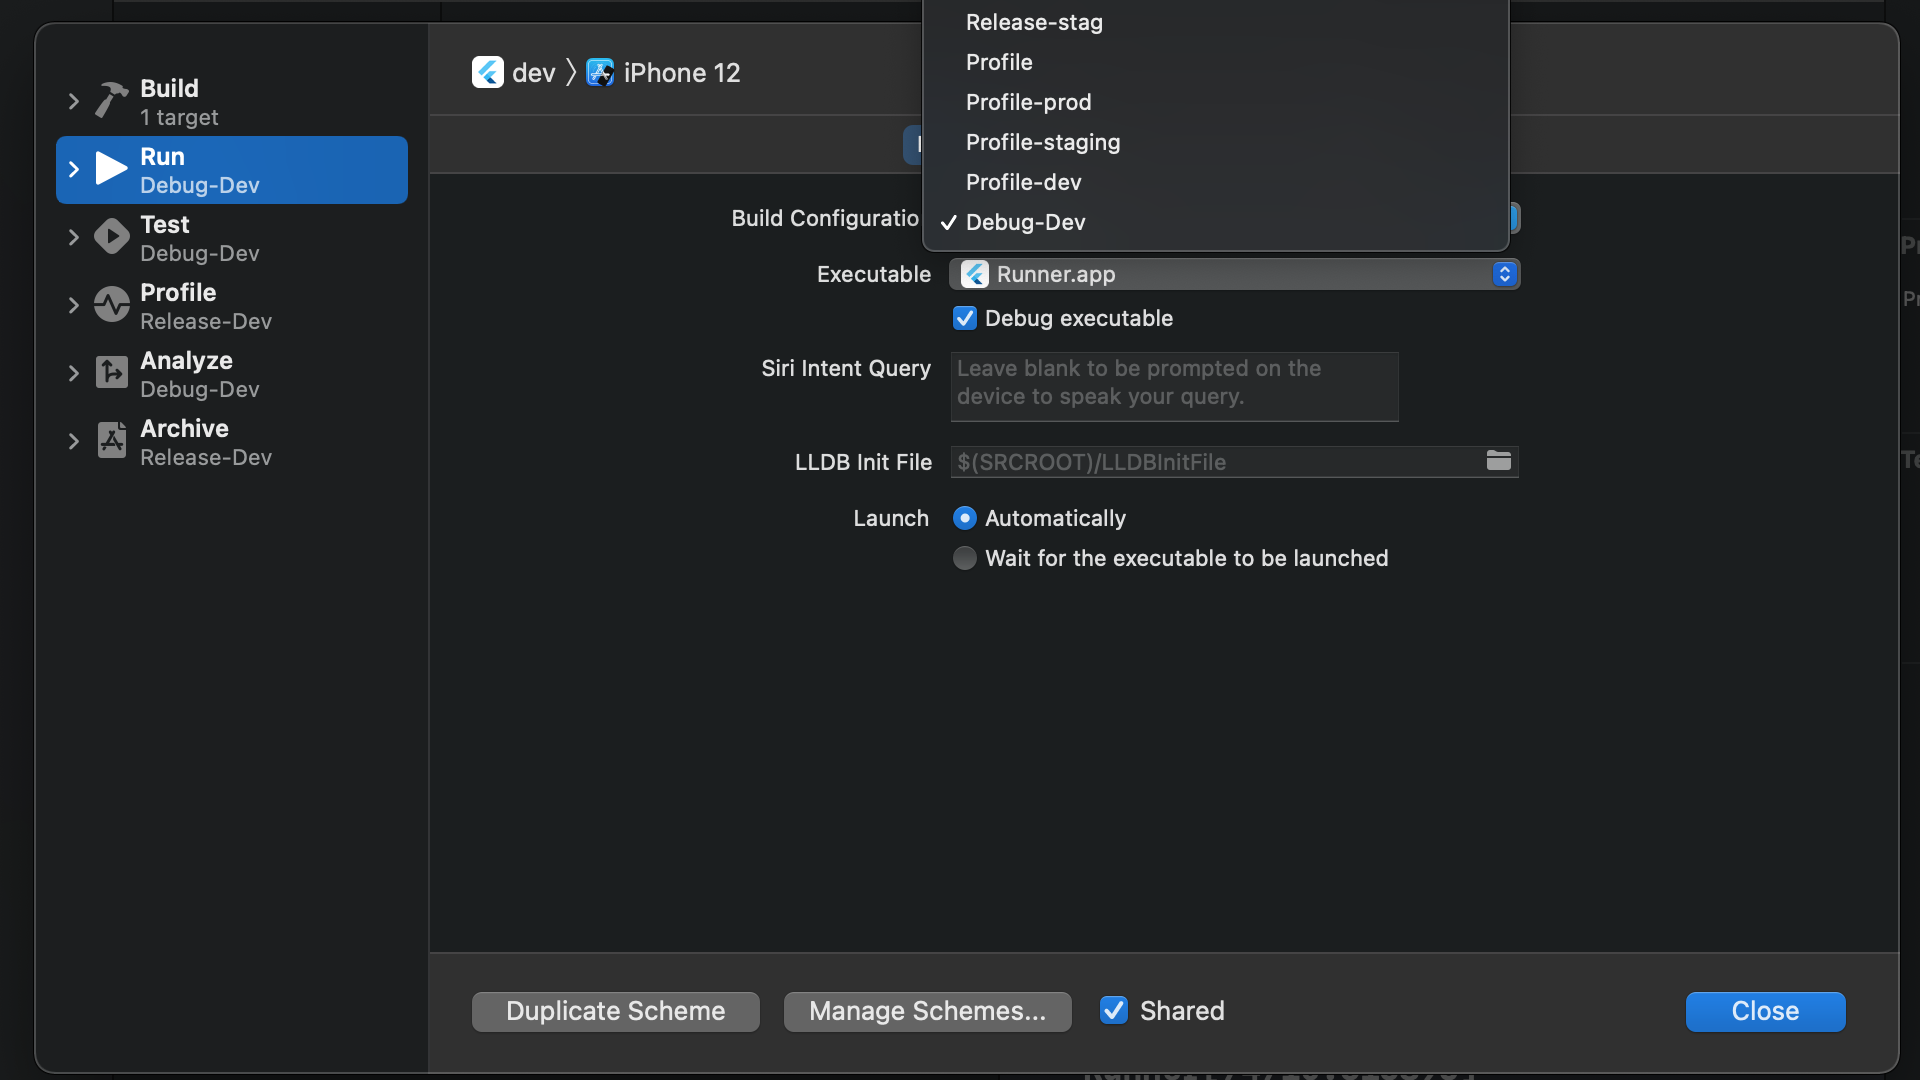 Build
1 target
Run
Debug-Dev
Test
Debug-Dev
Profile
Release-Dev
Analyze
Debug-Dev
Archive
Release-Dev
dev 〉 iPhone 12
Release-stag
Profile
Profile-prod
Profile-staging
Profile-dev
✓ Debug-Dev
Build Configuratio
Executable Runner.app
Debug executable
Siri Intent Query
Leave blank to be prompted on the
device to speak your query.
LLDB Init File $(SRCROOT)/LLDBInitFile
Launch Automatically
Wait for the executable to be launched
Duplicate Scheme Manage Schemes... Shared Close